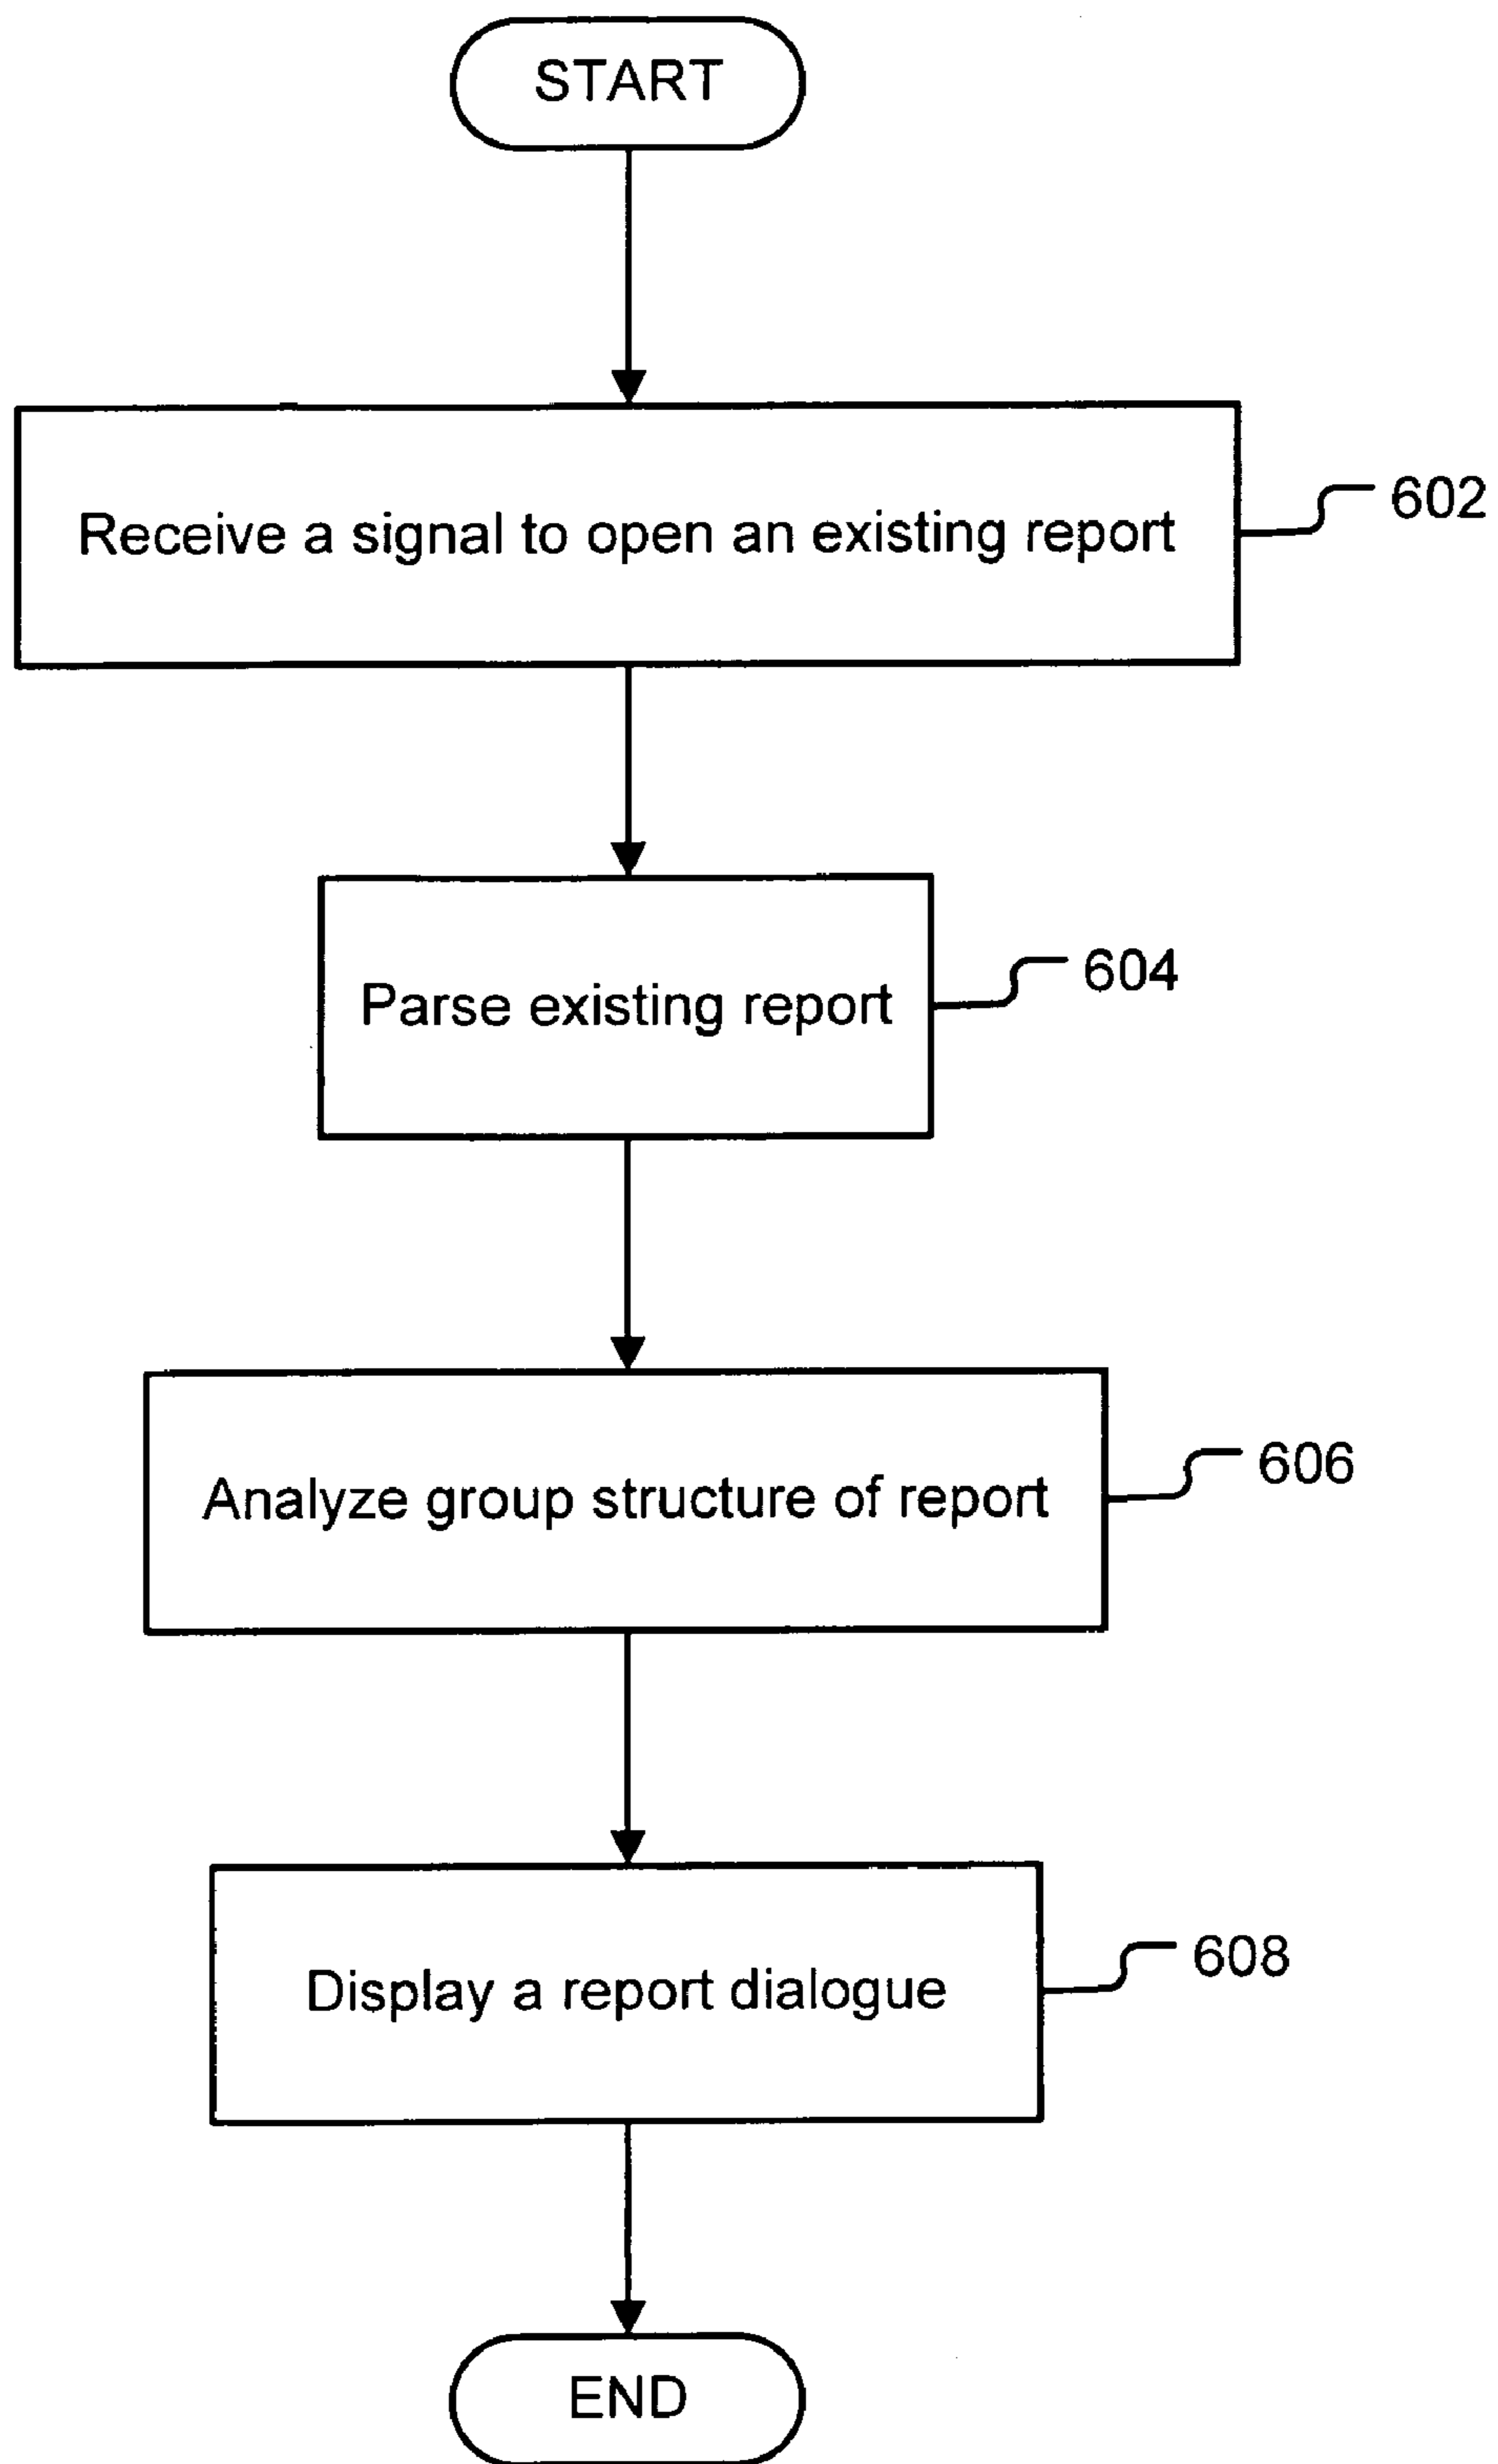 START
Receive a signal to open an existing report
602
Parse existing report
604
Analyze group structure of report
606
Display a report dialogue
608
END